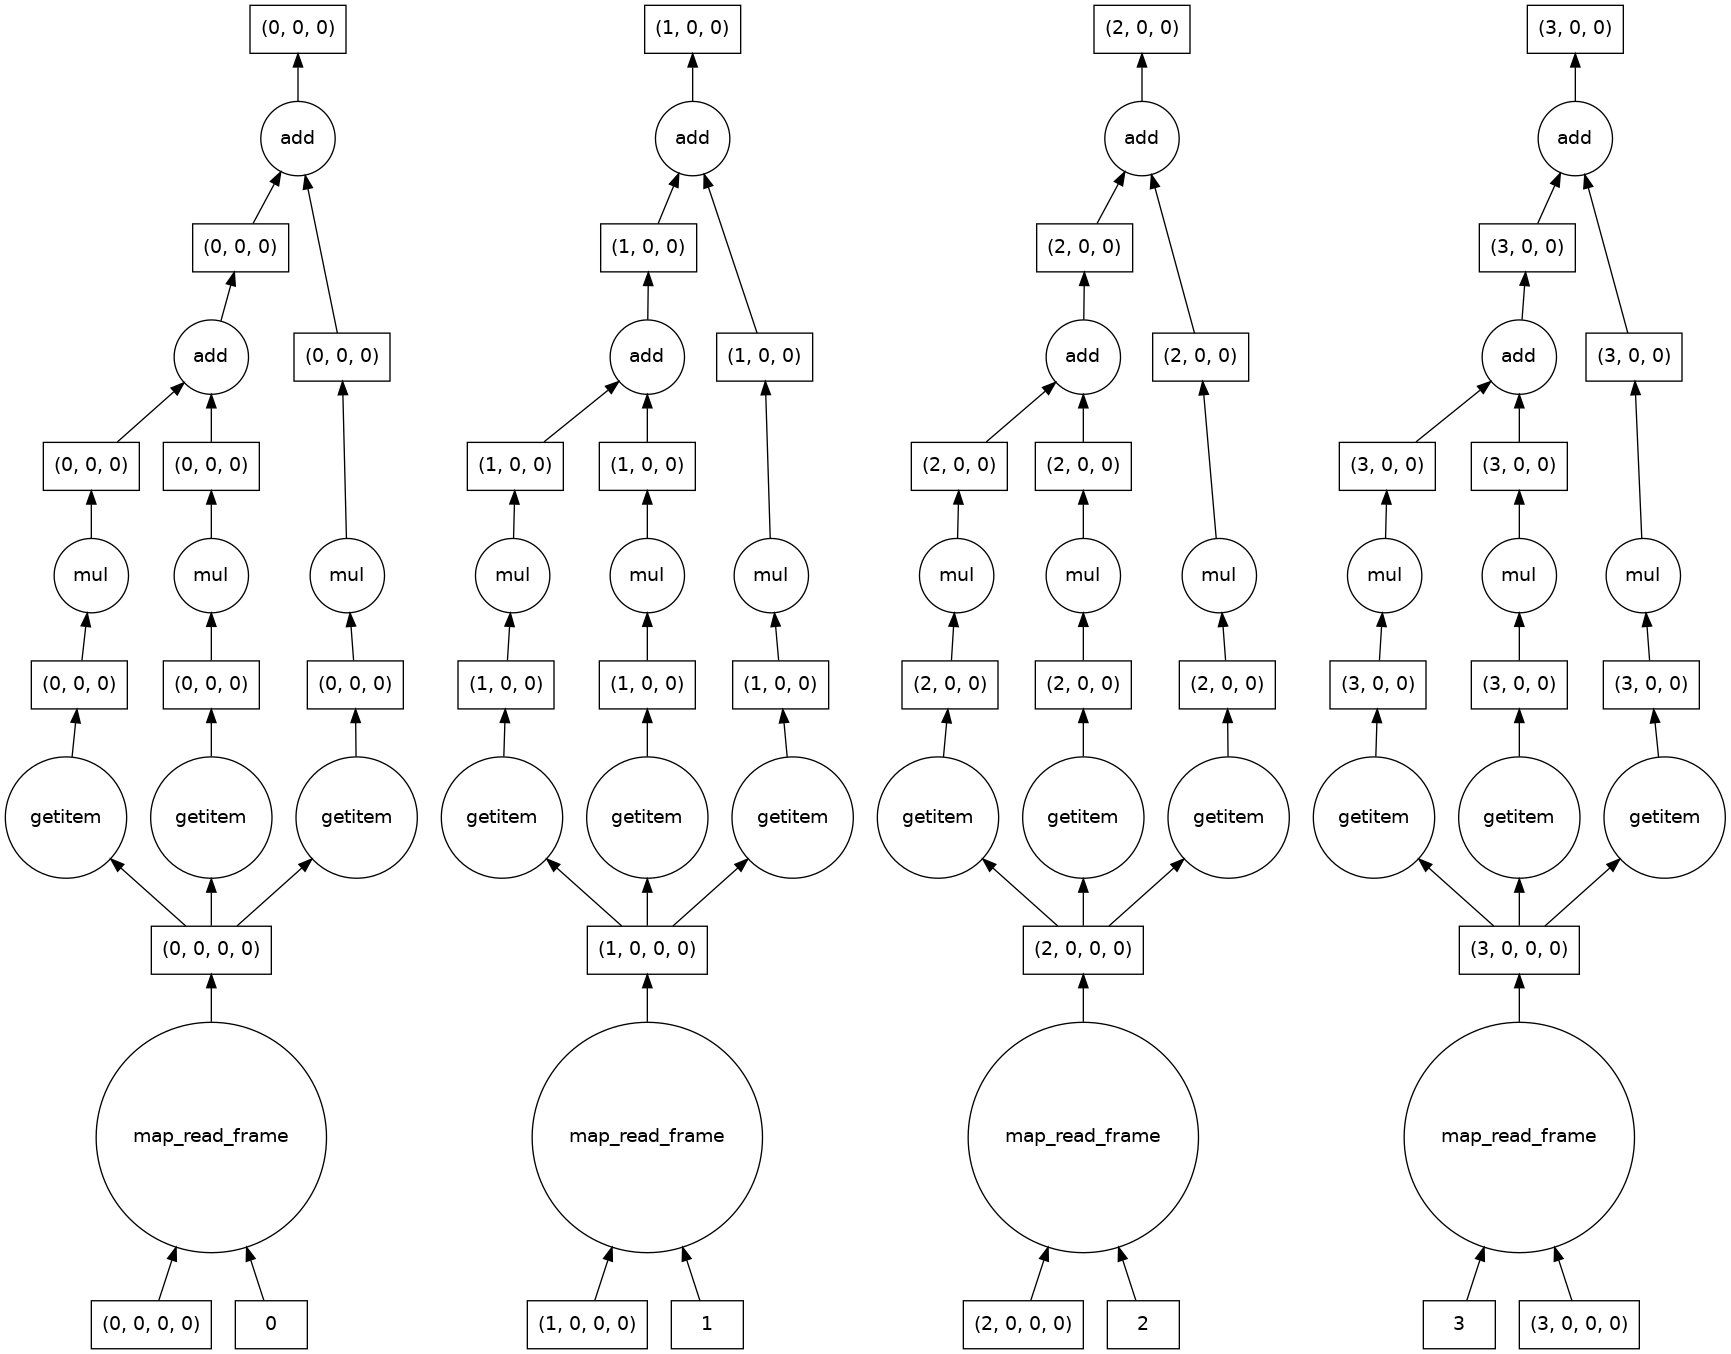 (0, 0, 0) (1, 0, 0) (2, 0, 0) (3, 0, 0)
add add add add
(0, 0, 0) (1, 0, 0) (2, 0, 0) (3, 0, 0)
add (0, 0, 0) add (1, 0, 0) add (2, 0, 0) add (3, 0, 0)
(0, 0, 0) (0, 0, 0) (1, 0, 0) (1, 0, 0) (2, 0, 0) (2, 0, 0) (3, 0, 0) (3, 0, 0)
mul mul mul mul mul mul mul mul mul mul mul mul
(0, 0, 0) (0, 0, 0) (0, 0, 0) (1, 0, 0) (1, 0, 0) (1, 0, 0) (2, 0, 0) (2, 0, 0) (2, 0, 0) (3, 0, 0) (3, 0, 0) (3, 0, 0)
getitem getitem getitem getitem getitem getitem getitem getitem getitem getitem getitem getitem
(0, 0, 0, 0) (1, 0, 0, 0) (2, 0, 0, 0) (3, 0, 0, 0)
map_read_frame map_read_frame map_read_frame map_read_frame
(0, 0, 0, 0) 0 (1, 0, 0, 0) 1 (2, 0, 0, 0) 2 3 (3, 0, 0, 0)